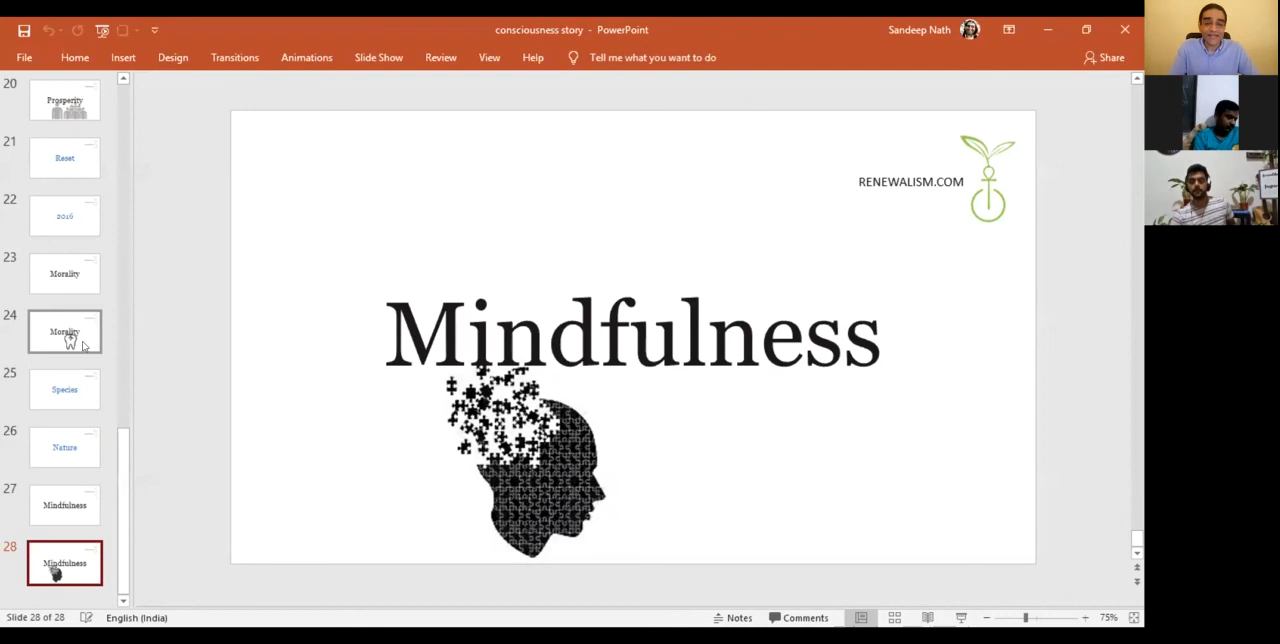 consciousness story - PowerPoint
Sandeep Nath
File Home Insert Design Transitions Animations Slide Show Review View Help Tell me what you want to do Share
20
Prosperity
21
Reset
22
2016
23
Morality
24
Morality
25
Species
26
Nature
27
Mindfulness
28
Mindfulness
RENEWALISM.COM
Mindfulness
Slide 28 of 28 English (India) Notes Comments 75%